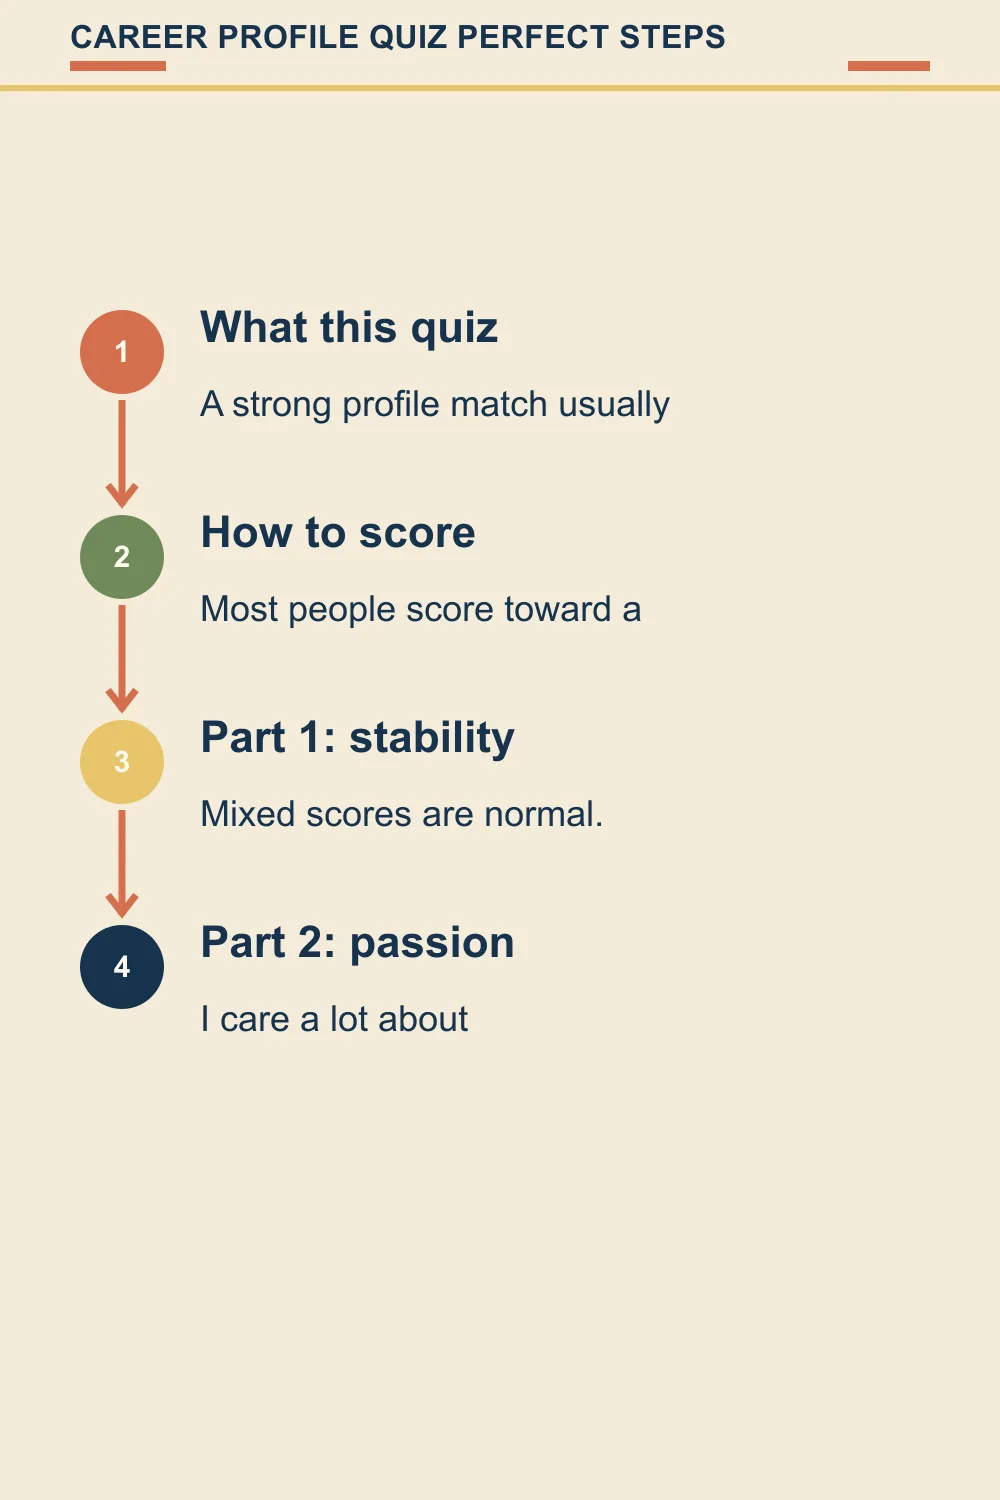 CAREER PROFILE QUIZ PERFECT STEPS
1
What this quiz
A strong profile match usually
2
How to score
Most people score toward a
3
Part 1: stability
Mixed scores are normal.
4
Part 2: passion
I care a lot about